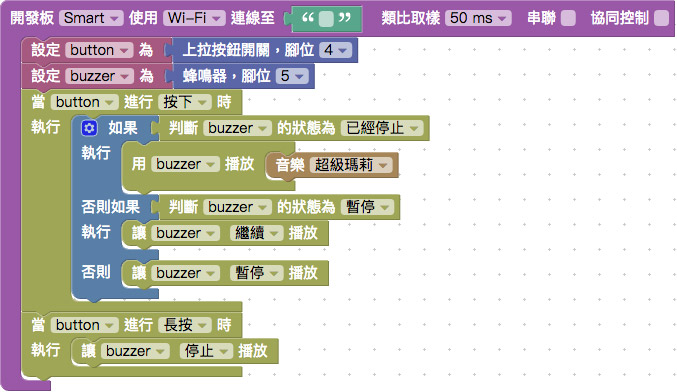 開發板 Smart 使用 Wi-Fi 連線至 “ ” 類比取樣 50 ms 串聯 協同控制
設定 button 為 上拉按鈕開關，腳位 4
設定 buzzer 為 蜂鳴器，腳位 5
當 button 進行 按下 時
執行 如果 判斷 buzzer 的狀態為 已經停止
執行 用 buzzer 播放 音樂 超級瑪莉
否則如果 判斷 buzzer 的狀態為 暫停
執行 讓 buzzer 繼續 播放
否則 讓 buzzer 暫停 播放
當 button 進行 長按 時
執行 讓 buzzer 停止 播放